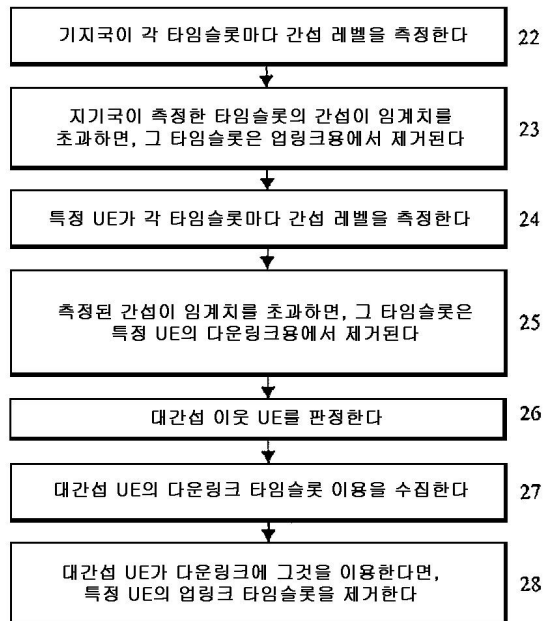 기지국이 각 타임슬롯마다 간섭 레벨을 측정한다 22
지기국이 측정한 타임슬롯의 간섭이 임계치를
초과하면, 그 타임슬롯은 업링크용에서 제거된다 23
특정 UE가 각 타임슬롯마다 간섭 레벨을 측정한다 24
측정된 간섭이 임계치를 초과하면, 그 타임슬롯은
특정 UE의 다운링크용에서 제거된다 25
대간섭 이웃 UE를 판정한다 26
대간섭 UE의 다운링크 타임슬롯 이용을 수집한다 27
대간섭 UE가 다운링크에 그것을 이용한다면,
특정 UE의 업링크 타임슬롯을 제거한다 28